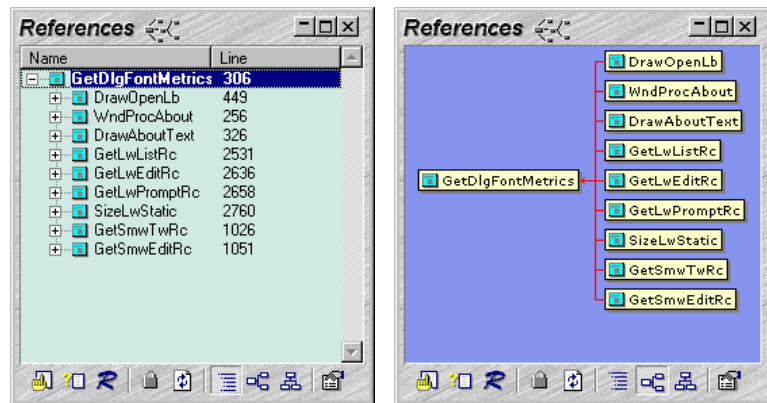 References
Name Line
GetDlgFontMetrics 306
DrawOpenLb 449
WndProcAbout 256
DrawAboutText 326
GetLwListRc 2531
GetLwEditRc 2636
GetLwPromptRc 2658
SizeLwStatic 2760
GetSmwTwRc 1026
GetSmwEditRc 1051
References
GetDlgFontMetrics
DrawOpenLb
WndProcAbout
DrawAboutText
GetLwListRc
GetLwEditRc
GetLwPromptRc
SizeLwStatic
GetSmwTwRc
GetSmwEditRc